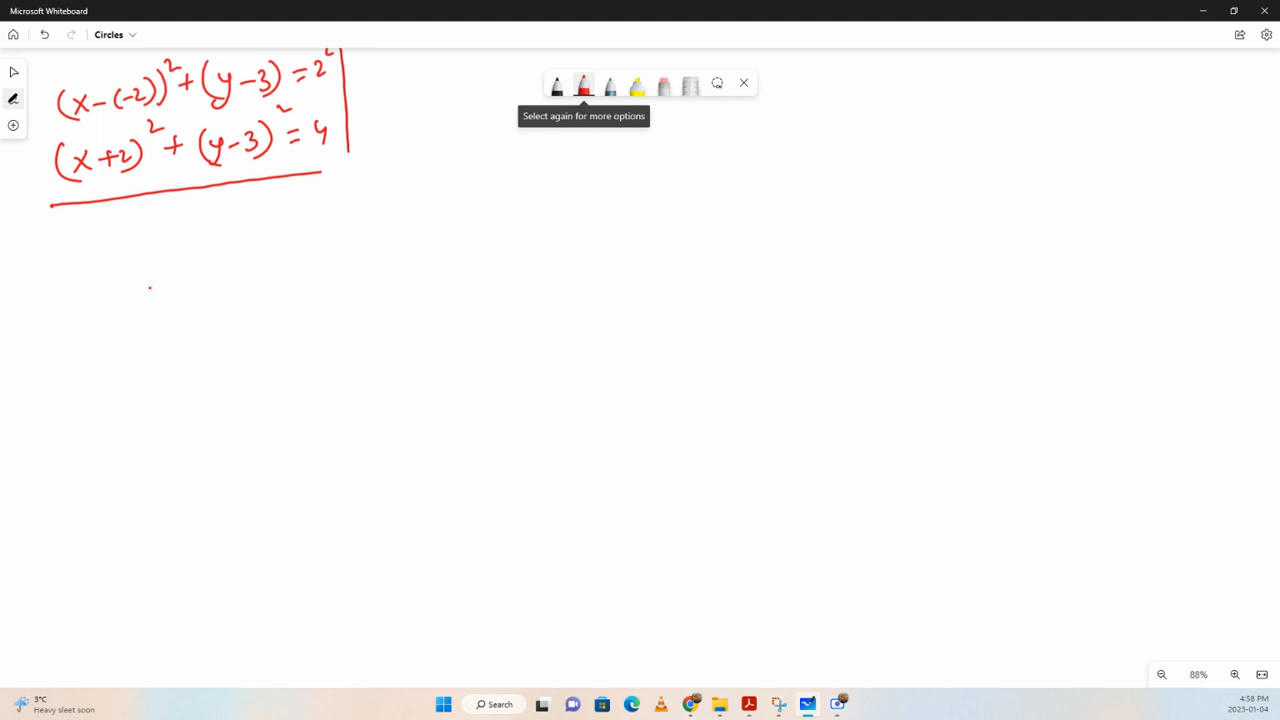 Microsoft Whiteboard
Circles
(x-(-2))²+(y-3)=2²
(x+2)²+(y-3)²=4
Select again for more options
88%
3°C
Heavy sleet soon
Search
4:58 PM
2023-01-04